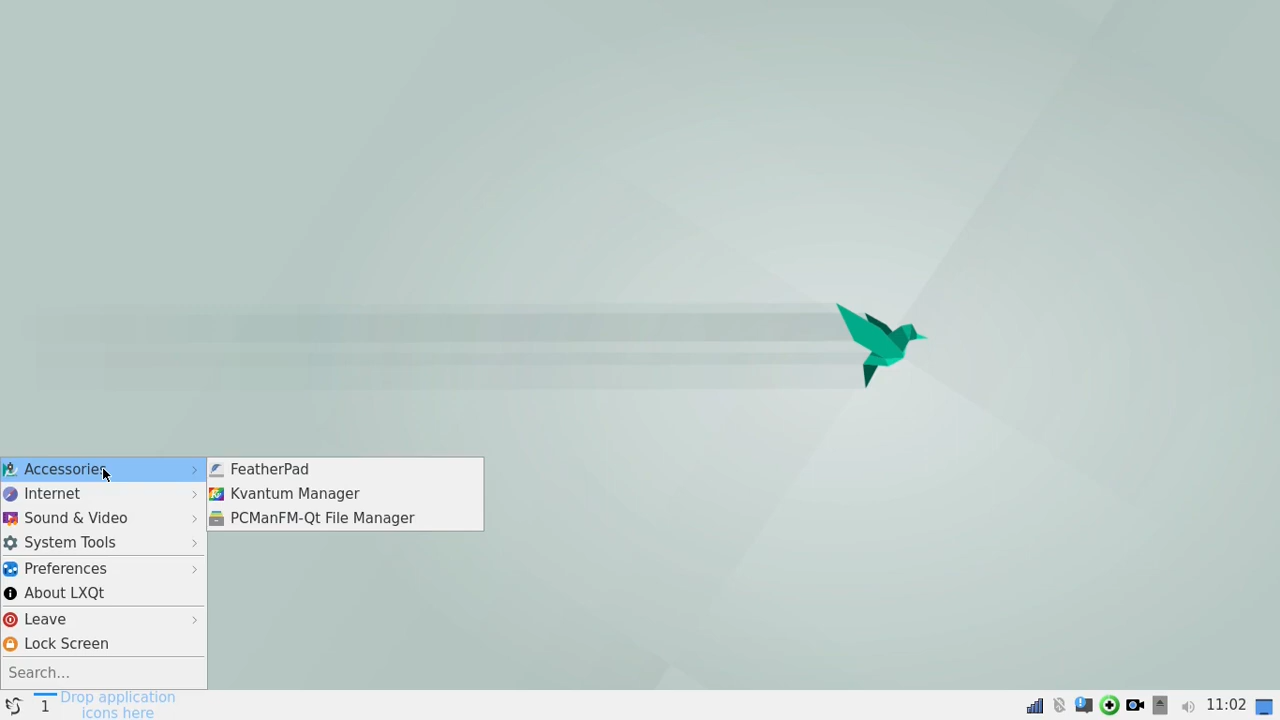 Accessories
FeatherPad
Internet
Kvantum Manager
Sound & Video
PCManFM-Qt File Manager
System Tools
Preferences
About LXQt
Leave
Lock Screen
Search...
1
Drop application
icons here
11:02